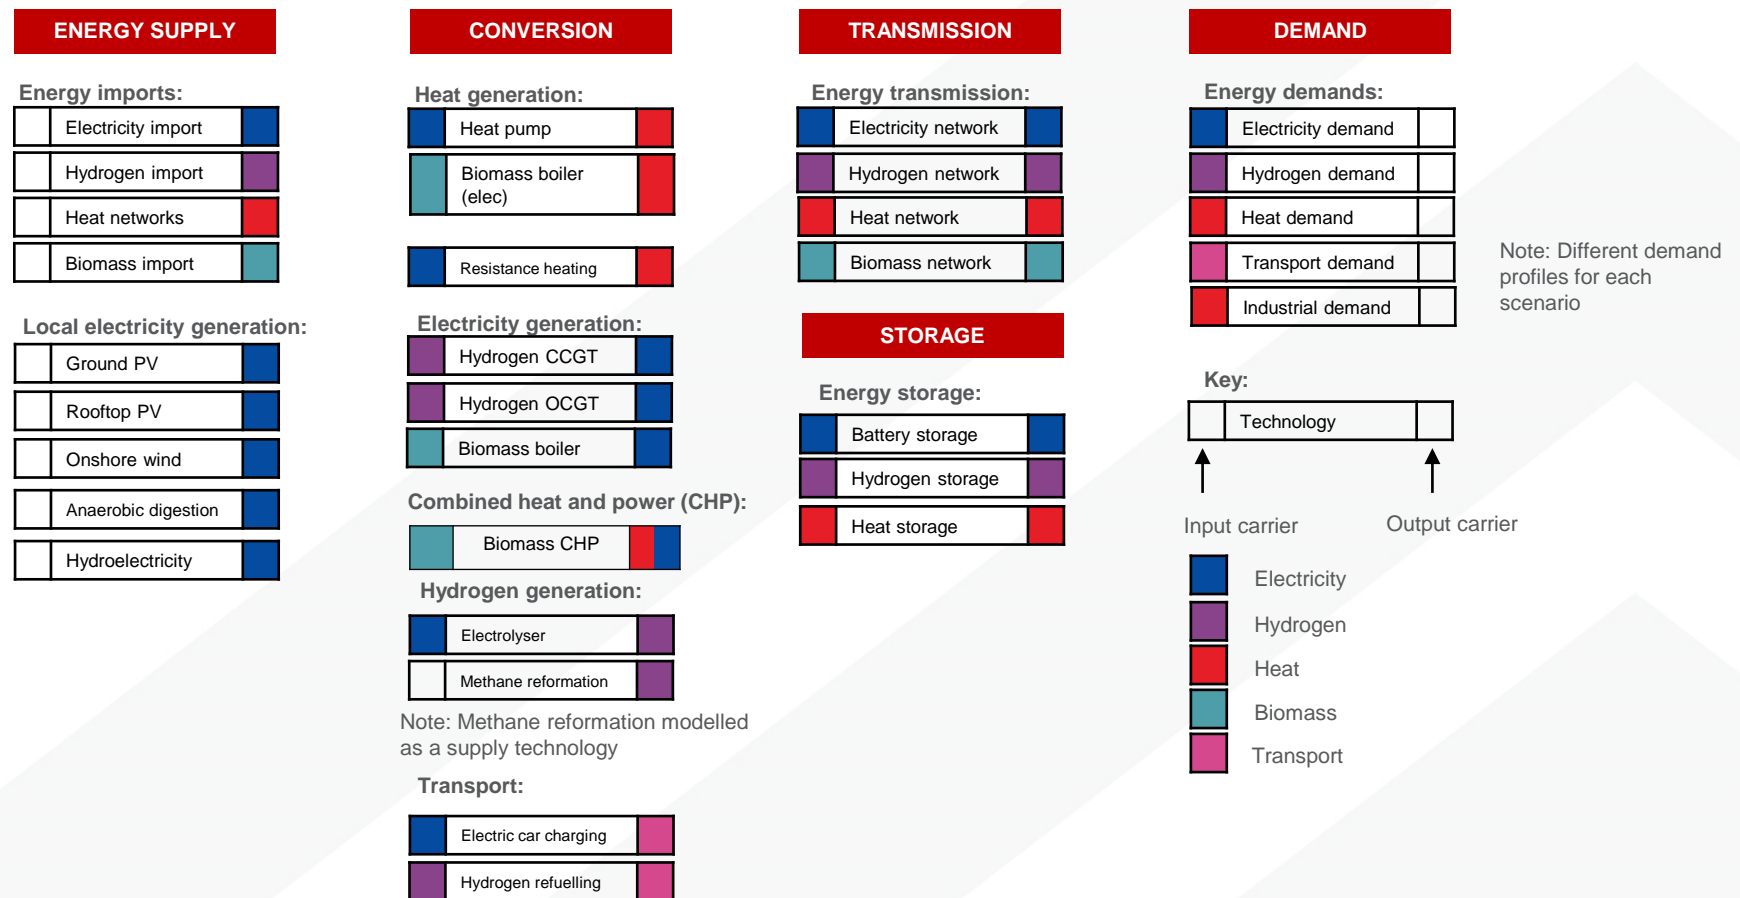 ENERGY SUPPLY
Energy imports:
Electricity import
Hydrogen import
Heat networks
Biomass import
Local electricity generation:
Ground PV
Rooftop PV
Onshore wind
Anaerobic digestion
Hydroelectricity
CONVERSION
Heat generation:
Heat pump
Biomass boiler
(elec)
Resistance heating
Electricity generation:
Hydrogen CCGT
Hydrogen OCGT
Biomass boiler
Combined heat and power (CHP):
Biomass CHP
Hydrogen generation:
Electrolyser
Methane reformation
Note: Methane reformation modelled
as a supply technology
Transport:
Electric car charging
Hydrogen refuelling
TRANSMISSION
Energy transmission:
Electricity network
Hydrogen network
Heat network
Biomass network
STORAGE
Energy storage:
Battery storage
Hydrogen storage
Heat storage
DEMAND
Energy demands:
Electricity demand
Hydrogen demand
Heat demand
Transport demand
Industrial demand
Note: Different demand
profiles for each
scenario
Key:
Technology
Input carrier
Output carrier
Electricity
Hydrogen
Heat
Biomass
Transport